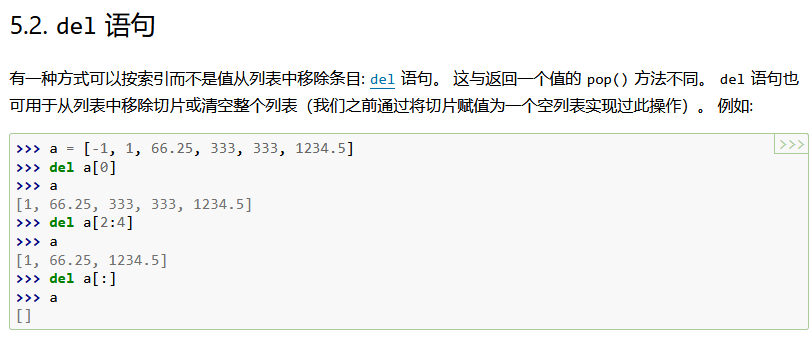 5.2. del 语句
有一种方式可以按索引而不是值从列表中移除条目: del 语句。 这与返回一个值的 pop() 方法不同。 del 语句也
可用于从列表中移除切片或清空整个列表（我们之前通过将切片赋值为一个空列表实现过此操作）。 例如:
>>>
>>> a = [-1, 1, 66.25, 333, 333, 1234.5]
>>> del a[0]
>>> a
[1, 66.25, 333, 333, 1234.5]
>>> del a[2:4]
>>> a
[1, 66.25, 1234.5]
>>> del a[:]
>>> a
[]